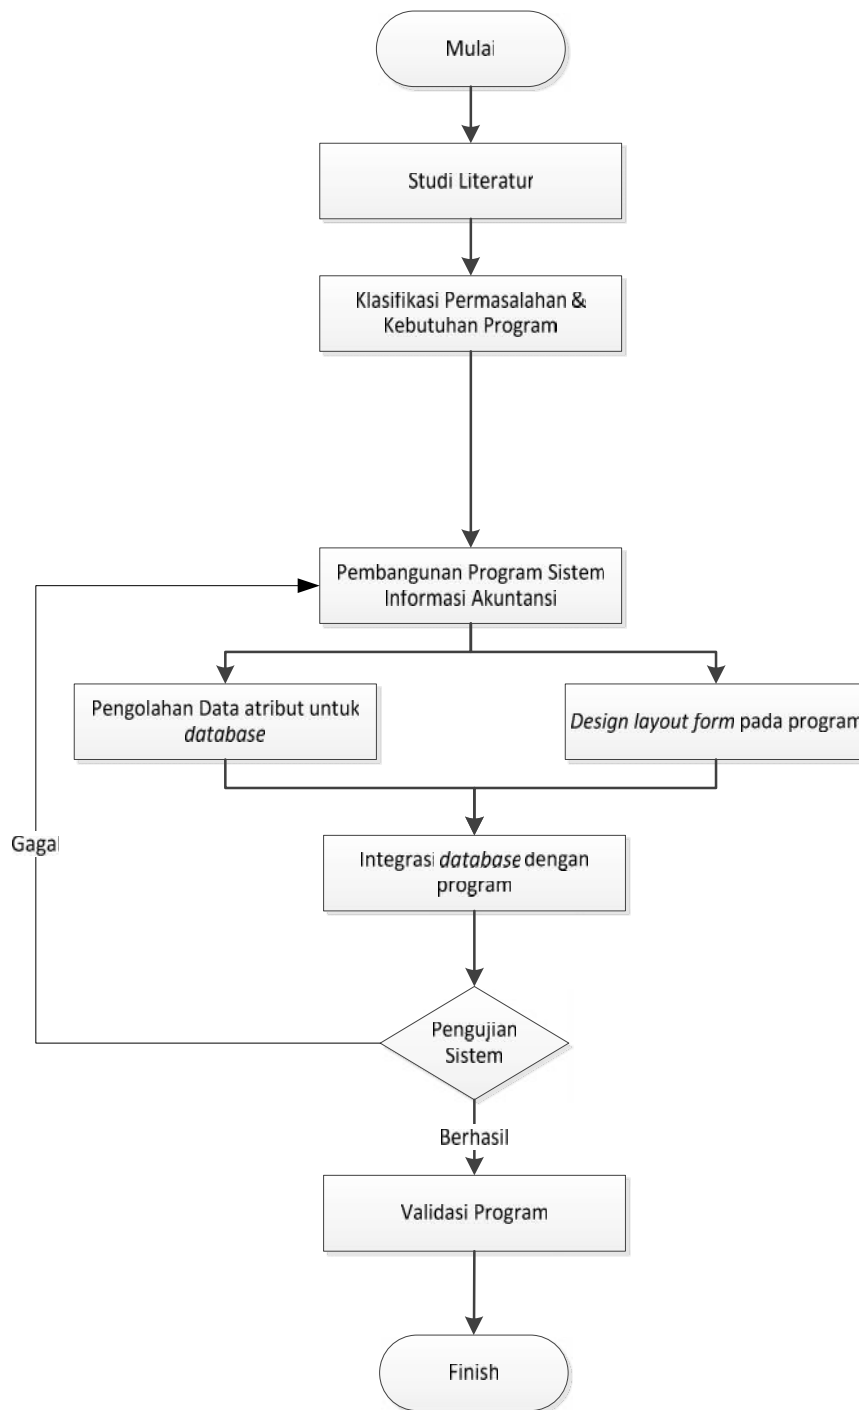 Mulai
Studi Literatur
Klasifikasi Permasalahan &
Kebutuhan Program
Pembangunan Program Sistem
Informasi Akuntansi
Pengolahan Data atribut untuk
database
Design layout form pada program
Gagal
Integrasi database dengan
program
Pengujian
Sistem
Berhasil
Validasi Program
Finish